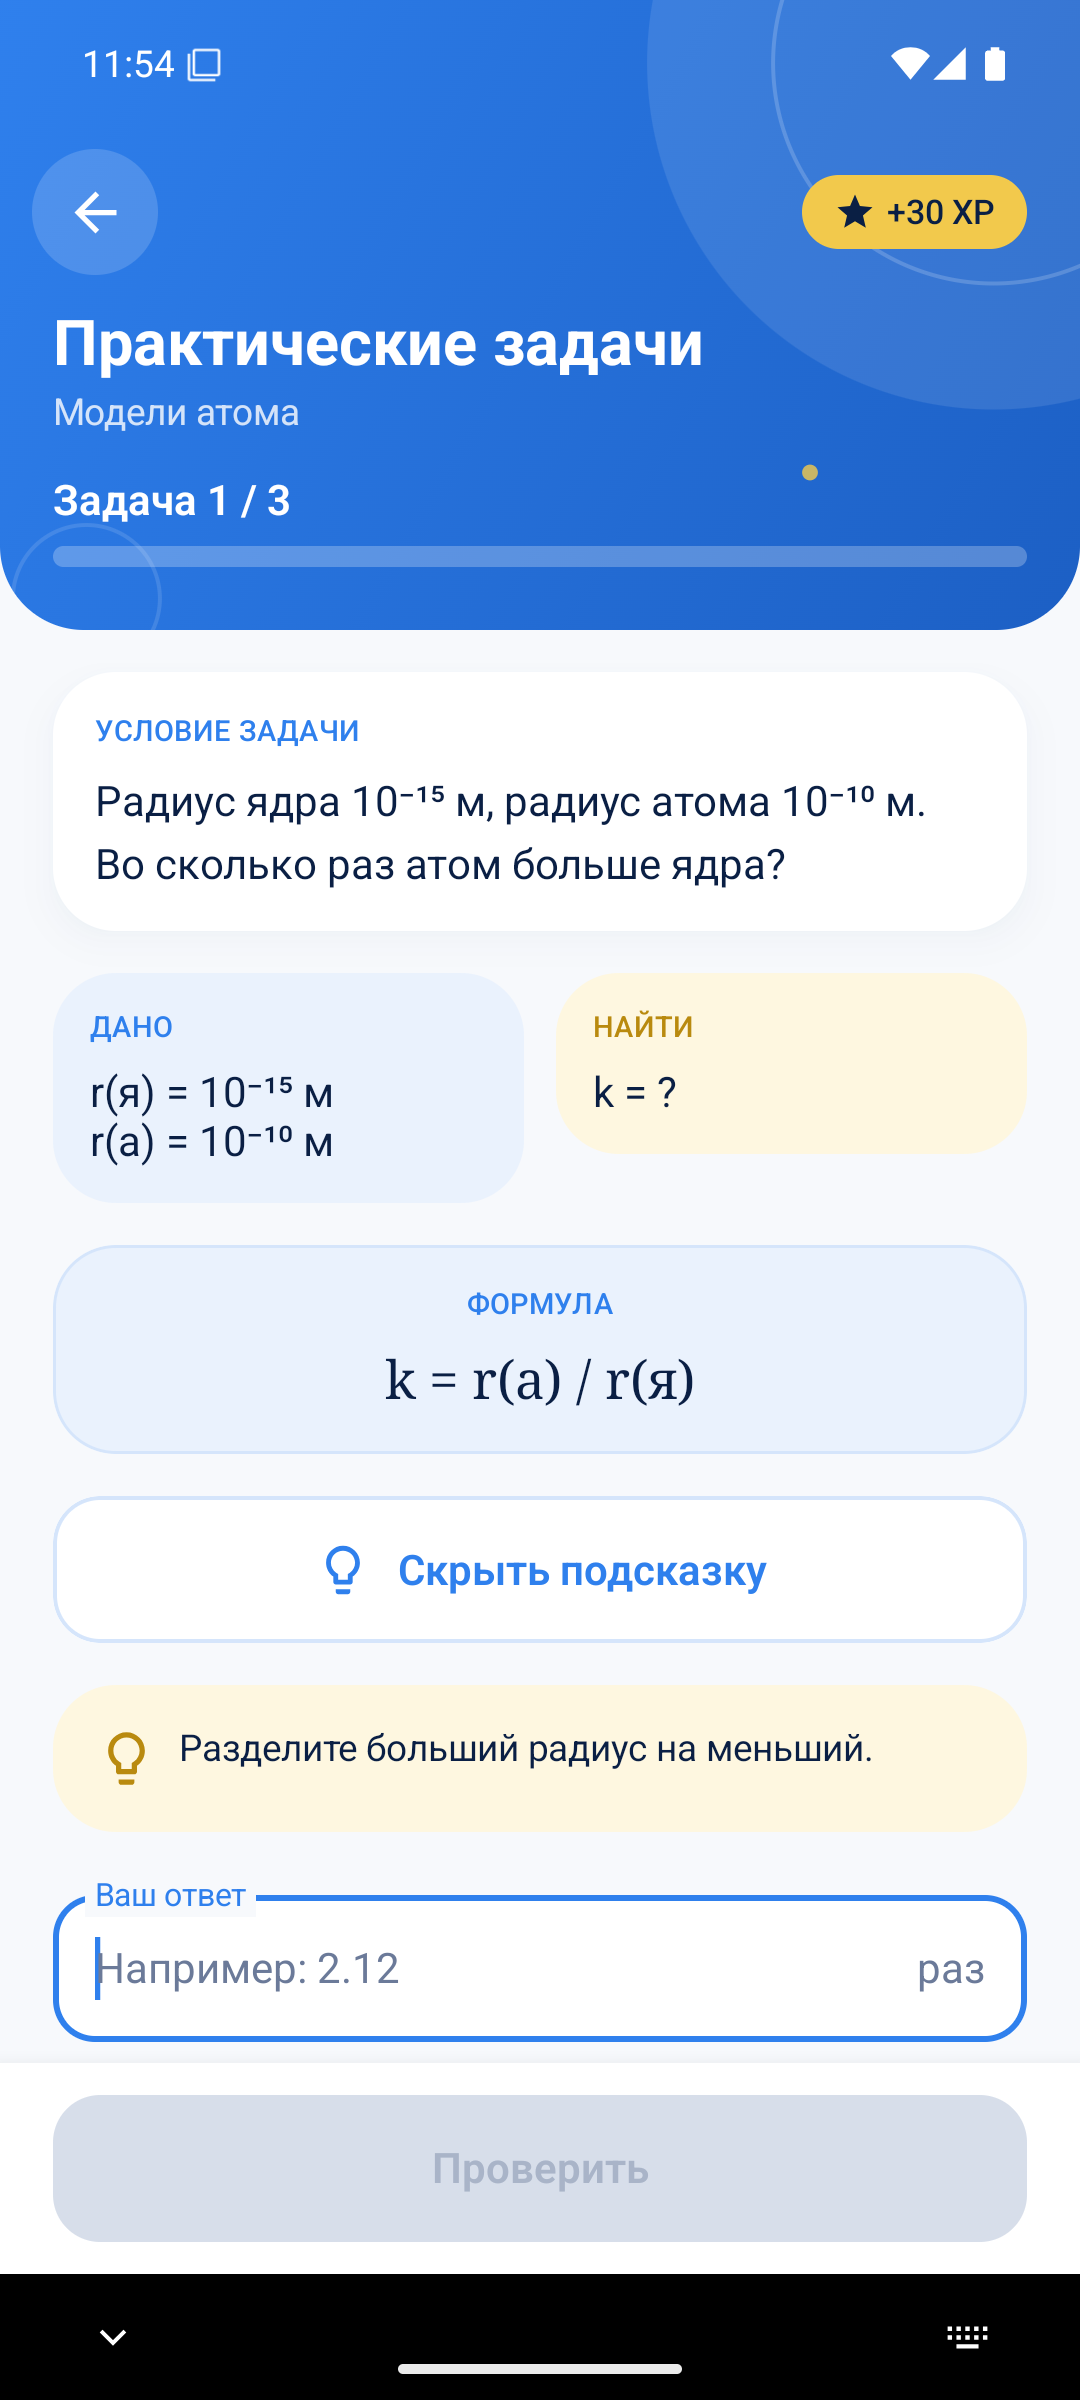 11:54
+30 XP
Практические задачи
Модели атома
Задача 1 / 3
УСЛОВИЕ ЗАДАЧИ
Радиус ядра 10⁻¹⁵ м, радиус атома 10⁻¹⁰ м.
Во сколько раз атом больше ядра?
ДАНО
r(я) = 10⁻¹⁵ м
r(а) = 10⁻¹⁰ м
НАЙТИ
k = ?
ФОРМУЛА
k = r(а) / r(я)
Скрыть подсказку
Разделите больший радиус на меньший.
Ваш ответ
Например: 2.12
раз
Проверить